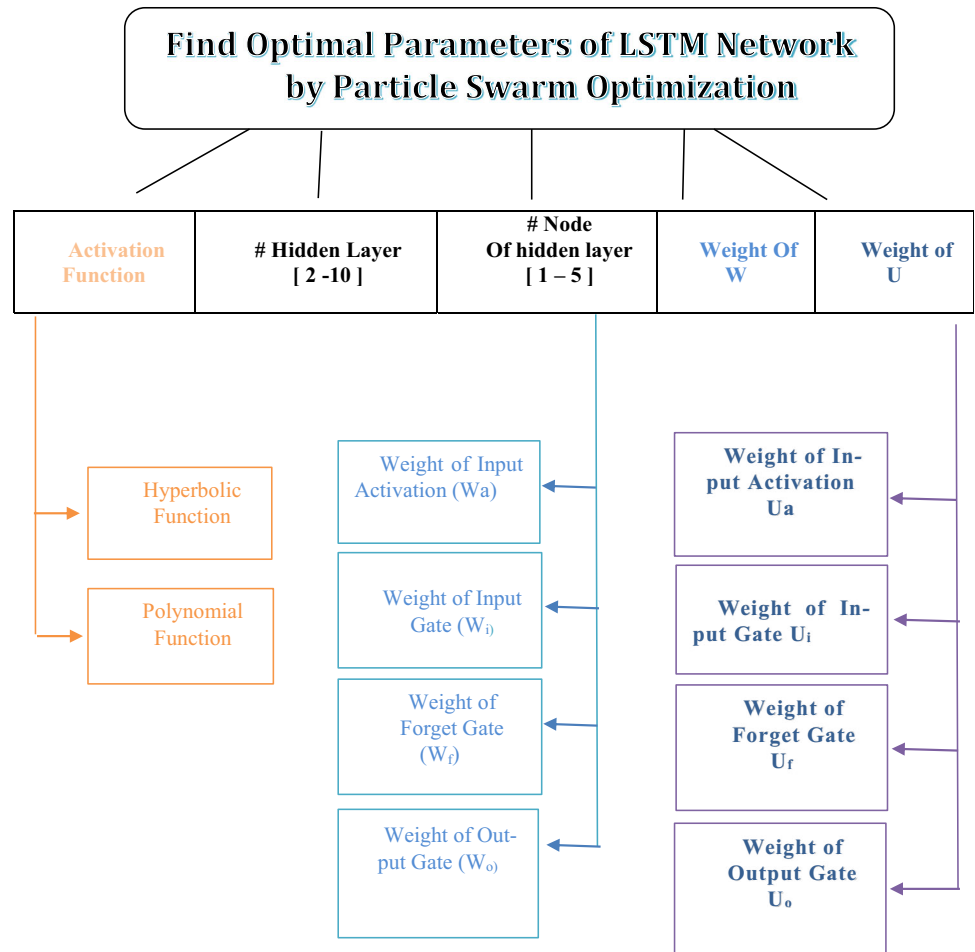 Find Optimal Parameters of LSTM Network
by Particle Swarm Optimization
Activation
Function
# Hidden Layer
[ 2 -10 ]
# Node
Of hidden layer
[ 1 – 5 ]
Weight Of
W
Weight of
U
Hyperbolic
Function
Polynomial
Function
Weight of Input
Activation (Wa)
Weight of Input
Gate (Wi)
Weight of
Forget Gate
(Wf)
Weight of Out-
put Gate (Wo)
Weight of In-
put Activation
Ua
Weight of In-
put Gate Ui
Weight of
Forget Gate
Uf
Weight of
Output Gate
Uo